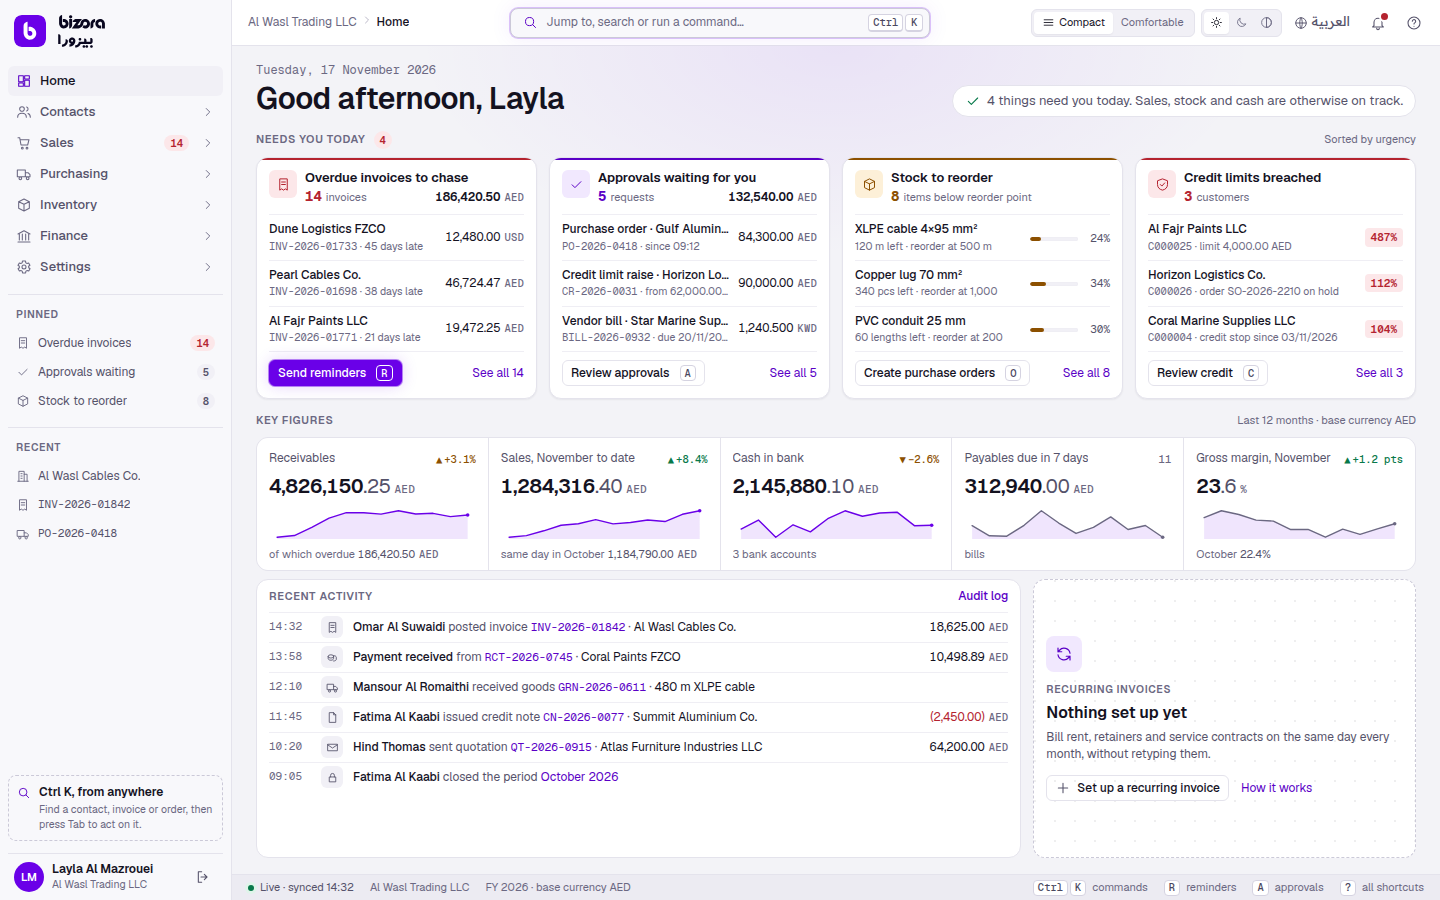 bizora
بيزورا
Home
Contacts
Sales 14
Purchasing
Inventory
Finance
Settings
PINNED
Overdue invoices 14
Approvals waiting 5
Stock to reorder 8
RECENT
Al Wasl Cables Co.
INV-2026-01842
PO-2026-0418
Ctrl K, from anywhere
Find a contact, invoice or order, then
press Tab to act on it.
LM Layla Al Mazrouei
Al Wasl Trading LLC
Al Wasl Trading LLC Home
Jump to, search or run a command... Ctrl K
Compact Comfortable
العربية
Tuesday, 17 November 2026
Good afternoon, Layla
4 things need you today. Sales, stock and cash are otherwise on track.
NEEDS YOU TODAY 4
Sorted by urgency
Overdue invoices to chase
14 invoices 186,420.50 AED
Dune Logistics FZCO
INV-2026-01733 · 45 days late
12,480.00 USD
Pearl Cables Co.
INV-2026-01698 · 38 days late
46,724.47 AED
Al Fajr Paints LLC
INV-2026-01771 · 21 days late
19,472.25 AED
Send reminders R See all 14
Approvals waiting for you
5 requests 132,540.00 AED
Purchase order · Gulf Alumin...
PO-2026-0418 · since 09:12
84,300.00 AED
Credit limit raise · Horizon Lo...
CR-2026-0031 · from 62,000.00...
90,000.00 AED
Vendor bill · Star Marine Sup...
BILL-2026-0932 · due 20/11/20...
1,240.500 KWD
Review approvals A See all 5
Stock to reorder
8 items below reorder point
XLPE cable 4×95 mm²
120 m left · reorder at 500 m
24%
Copper lug 70 mm²
340 pcs left · reorder at 1,000
34%
PVC conduit 25 mm
60 lengths left · reorder at 200
30%
Create purchase orders O See all 8
Credit limits breached
3 customers
Al Fajr Paints LLC
C000025 · limit 4,000.00 AED
487%
Horizon Logistics Co.
C000026 · order SO-2026-2210 on hold
112%
Coral Marine Supplies LLC
C000004 · credit stop since 03/11/2026
104%
Review credit C See all 3
KEY FIGURES
Last 12 months · base currency AED
Receivables ▲+3.1%
4,826,150.25 AED
of which overdue 186,420.50 AED
Sales, November to date ▲+8.4%
1,284,316.40 AED
same day in October 1,184,790.00 AED
Cash in bank ▼−2.6%
2,145,880.10 AED
3 bank accounts
Payables due in 7 days 11
312,940.00 AED
bills
Gross margin, November ▲+1.2 pts
23.6 %
October 22.4%
RECENT ACTIVITY Audit log
14:32 Omar Al Suwaidi posted invoice INV-2026-01842 · Al Wasl Cables Co. 18,625.00 AED
13:58 Payment received from RCT-2026-0745 · Coral Paints FZCO 10,498.89 AED
12:10 Mansour Al Romaithi received goods GRN-2026-0611 · 480 m XLPE cable
11:45 Fatima Al Kaabi issued credit note CN-2026-0077 · Summit Aluminium Co. (2,450.00) AED
10:20 Hind Thomas sent quotation QT-2026-0915 · Atlas Furniture Industries LLC 64,200.00 AED
09:05 Fatima Al Kaabi closed the period October 2026
RECURRING INVOICES
Nothing set up yet
Bill rent, retainers and service contracts on the same day every
month, without retyping them.
Set up a recurring invoice How it works
Live · synced 14:32 Al Wasl Trading LLC FY 2026 · base currency AED
Ctrl K commands R reminders A approvals ? all shortcuts